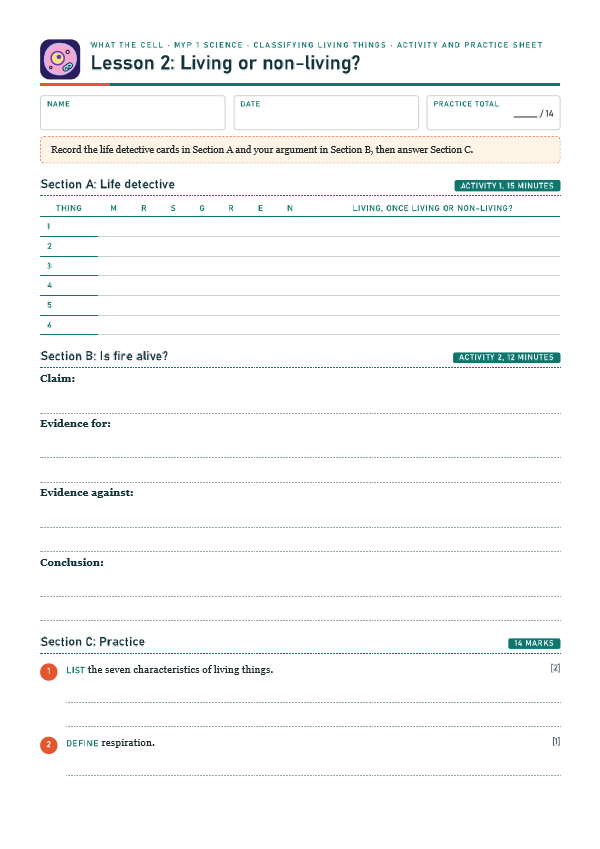 WHAT THE CELL · MYP 1 SCIENCE · CLASSIFYING LIVING THINGS · ACTIVITY AND PRACTICE SHEET
Lesson 2: Living or non-living?
NAME DATE PRACTICE TOTAL
_____ / 14
Record the life detective cards in Section A and your argument in Section B, then answer Section C.
Section A: Life detective ACTIVITY 1, 15 MINUTES
THING M R S G R E N LIVING, ONCE LIVING OR NON-LIVING?
1
2
3
4
5
6
Section B: Is fire alive? ACTIVITY 2, 12 MINUTES
Claim:
Evidence for:
Evidence against:
Conclusion:
Section C: Practice 14 MARKS
1 LIST the seven characteristics of living things. [2]
2 DEFINE respiration. [1]